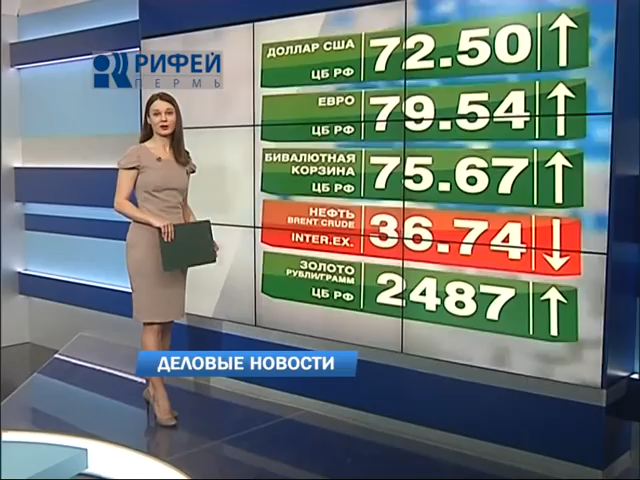 РИФЕЙ
ПЕРМЬ
ДОЛЛАР США
ЦБ РФ
72.50
ЕВРО
ЦБ РФ
79.54
БИВАЛЮТНАЯ
КОРЗИНА
ЦБ РФ
75.67
НЕФТЬ
BRENT CRUDE
INTER.EX.
36.74
ЗОЛОТО
РУБЛИ/ГРАММ
ЦБ РФ
2487
ДЕЛОВЫЕ НОВОСТИ